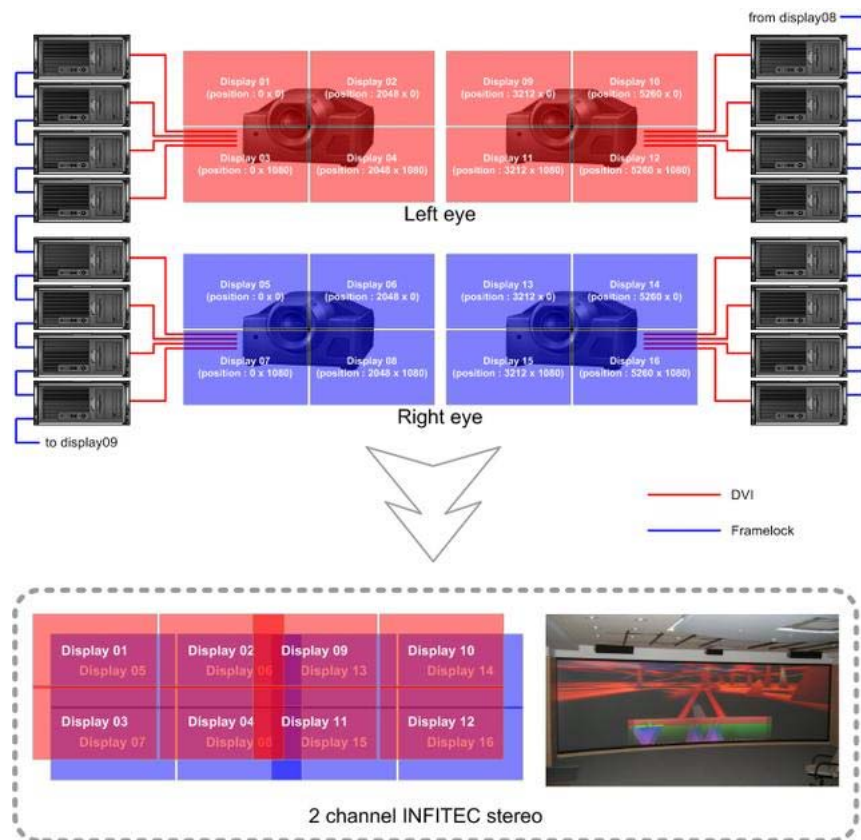 from display08
Display 01
(position : 0 x 0)
Display 02
(position : 2048 x 0)
Display 09
(position : 3212 x 0)
Display 10
(position : 5260 x 0)
Display 03
(position : 0 x 1080)
Display 04
(position : 2048 x 1080)
Display 11
(position : 3212 x 1080)
Display 12
(position : 5260 x 1080)
Left eye
Display 05
(position : 0 x 0)
Display 06
(position : 2048 x 0)
Display 13
(position : 3212 x 0)
Display 14
(position : 5260 x 0)
Display 07
(position : 0 x 1080)
Display 08
(position : 2048 x 1080)
Display 15
(position : 3212 x 1080)
Display 16
(position : 5260 x 1080)
Right eye
to display09
DVI
Framelock
Display 01
Display 05
Display 02
Display 06
Display 09
Display 13
Display 10
Display 14
Display 03
Display 07
Display 04
Display 08
Display 11
Display 15
Display 12
Display 16
2 channel INFITEC stereo